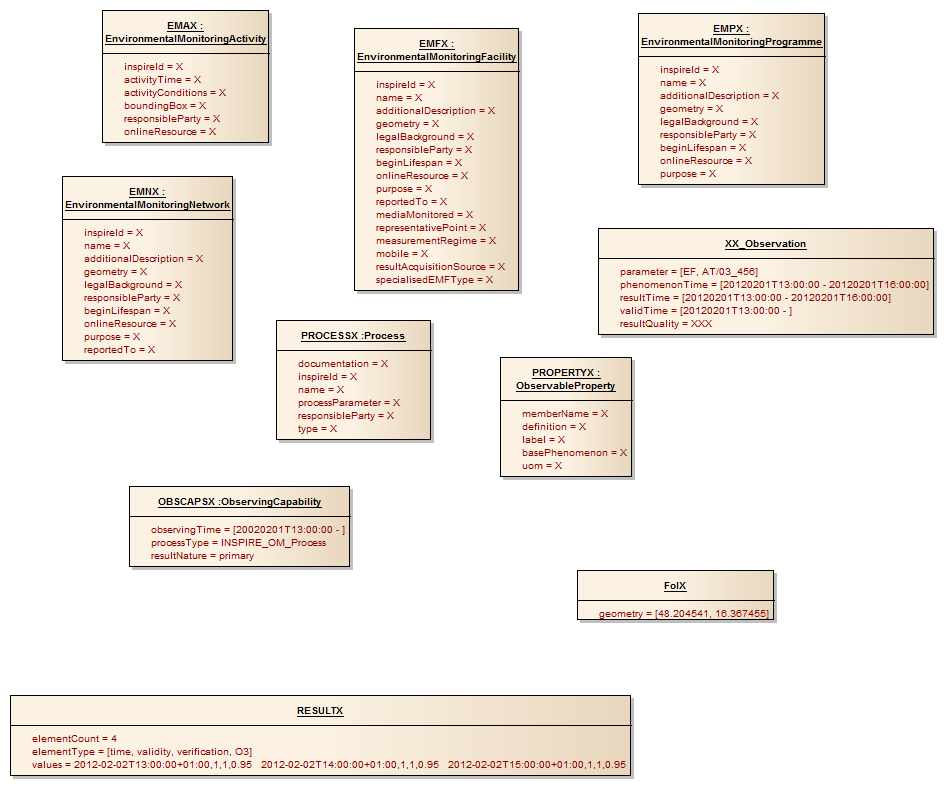 EMAX :
EnvironmentalMonitoringActivity
inspireId = X
activityTime = X
activityConditions = X
boundingBox = X
responsibleParty = X
onlineResource = X
EMFX :
EnvironmentalMonitoringFacility
inspireId = X
name = X
additionalDescription = X
geometry = X
legalBackground = X
responsibleParty = X
beginLifespan = X
onlineResource = X
purpose = X
reportedTo = X
mediaMonitored = X
representativePoint = X
measurementRegime = X
mobile = X
resultAcquisitionSource = X
specialisedEMFType = X
EMPX :
EnvironmentalMonitoringProgramme
inspireId = X
name = X
additionalDescription = X
geometry = X
legalBackground = X
responsibleParty = X
beginLifespan = X
onlineResource = X
purpose = X
EMNX :
EnvironmentalMonitoringNetwork
inspireId = X
name = X
additionalDescription = X
geometry = X
legalBackground = X
responsibleParty = X
beginLifespan = X
onlineResource = X
purpose = X
reportedTo = X
XX_Observation
parameter = [EF, AT/03_456]
phenomenonTime = [20120201T13:00:00 - 20120201T16:00:00]
resultTime = [20120201T13:00:00 - 20120201T16:00:00]
validTime = [20120201T13:00:00 - ]
resultQuality = XXX
PROCESSX :Process
documentation = X
inspireId = X
name = X
processParameter = X
responsibleParty = X
type = X
PROPERTYX :
ObservableProperty
memberName = X
definition = X
label = X
basePhenomenon = X
uom = X
OBSCAPSX :ObservingCapability
observingTime = [20020201T13:00:00 - ]
processType = INSPIRE_OM_Process
resultNature = primary
FoIX
geometry = [48.204541, 16.367455]
RESULTX
elementCount = 4
elementType = [time, validity, verification, O3]
values = 2012-02-02T13:00:00+01:00,1,1,0.95 2012-02-02T14:00:00+01:00,1,1,0.95 2012-02-02T15:00:00+01:00,1,1,0.95